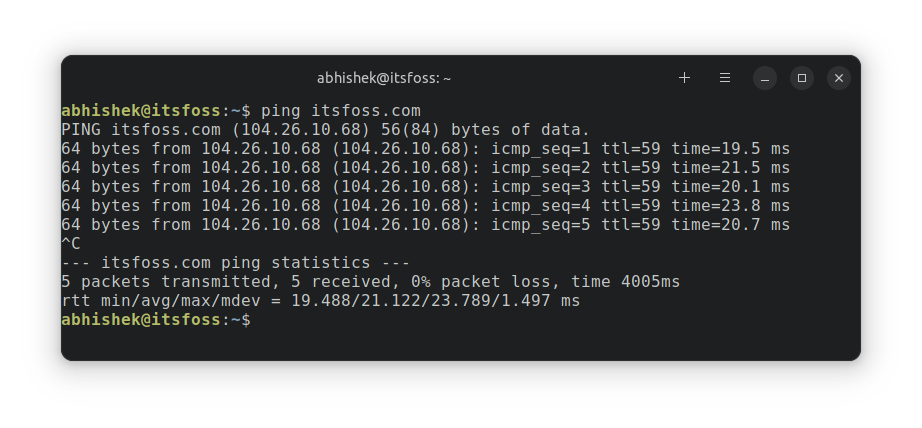 abhishek@itsfoss: ~
abhishek@itsfoss:~$ ping itsfoss.com
PING itsfoss.com (104.26.10.68) 56(84) bytes of data.
64 bytes from 104.26.10.68 (104.26.10.68): icmp_seq=1 ttl=59 time=19.5 ms
64 bytes from 104.26.10.68 (104.26.10.68): icmp_seq=2 ttl=59 time=21.5 ms
64 bytes from 104.26.10.68 (104.26.10.68): icmp_seq=3 ttl=59 time=20.1 ms
64 bytes from 104.26.10.68 (104.26.10.68): icmp_seq=4 ttl=59 time=23.8 ms
64 bytes from 104.26.10.68 (104.26.10.68): icmp_seq=5 ttl=59 time=20.7 ms
^C
--- itsfoss.com ping statistics ---
5 packets transmitted, 5 received, 0% packet loss, time 4005ms
rtt min/avg/max/mdev = 19.488/21.122/23.789/1.497 ms
abhishek@itsfoss:~$